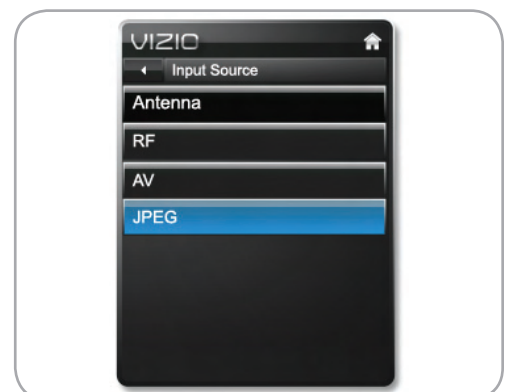 VIZIO
Input Source
Antenna
RF
AV
JPEG